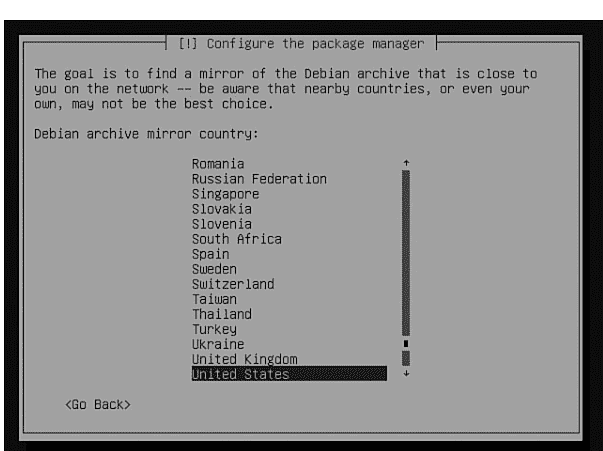 [!] Configure the package manager
The goal is to find a mirror of the Debian archive that is close to
you on the network -- be aware that nearby countries, or even your
own, may not be the best choice.
Debian archive mirror country:
Romania
Russian Federation
Singapore
Slovakia
Slovenia
South Africa
Spain
Sweden
Switzerland
Taiwan
Thailand
Turkey
Ukraine
United Kingdom
United States
<Go Back>